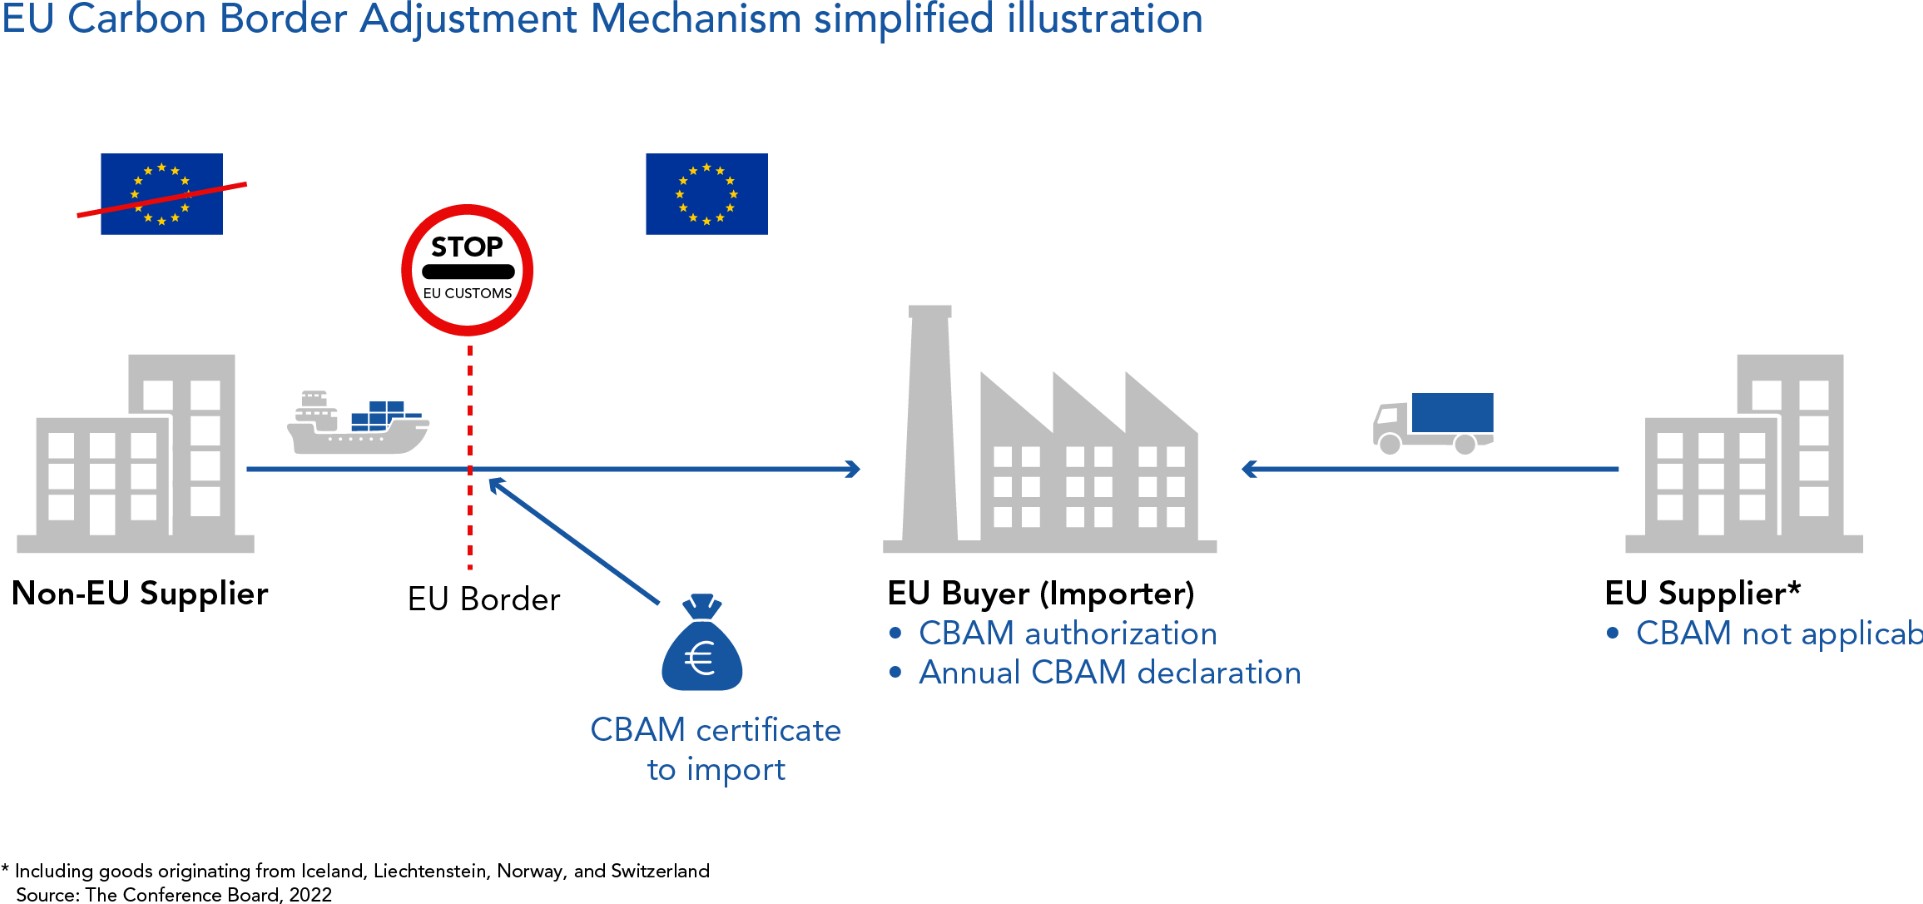 EU Carbon Border Adjustment Mechanism simplified illustration
STOP
EU CUSTOMS
Non-EU Supplier
EU Border
EU Buyer (Importer)
• CBAM authorization
• Annual CBAM declaration
EU Supplier*
• CBAM not applicab
€
CBAM certificate
to import
* Including goods originating from Iceland, Liechtenstein, Norway, and Switzerland
Source: The Conference Board, 2022